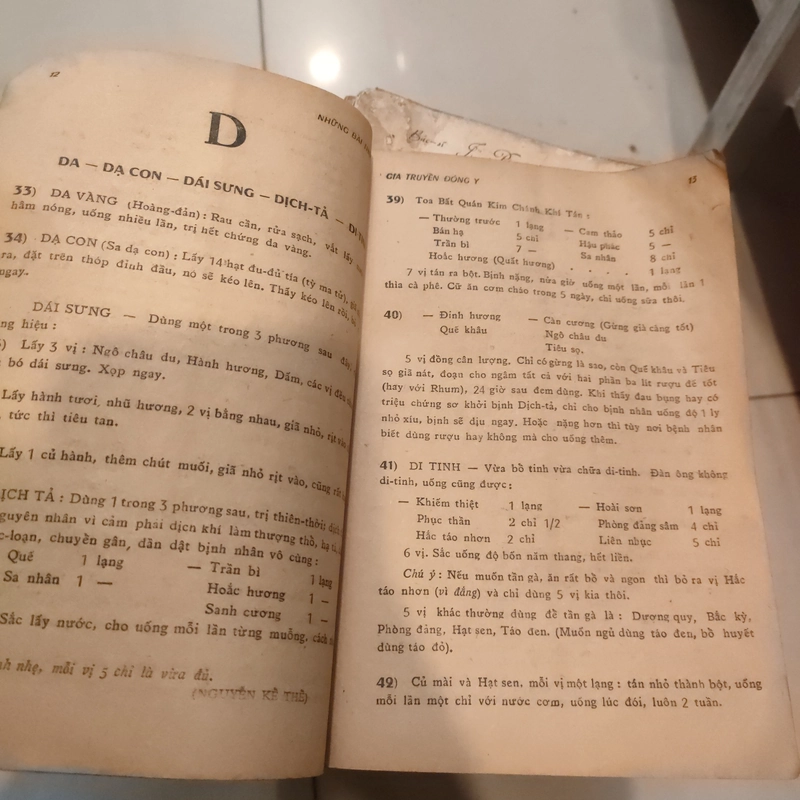 12
NHỮNG BÀI
D
DA — DẠ CON — DÁI SƯNG — DỊCH-TẢ — DI
33) DA VÀNG (Hoàng-đản) : Rau cần, rửa sạch, vắt lấy
hâm nóng, uống nhiều lần, trị hết chứng da vàng.
34) DẠ CON (Sa dạ con) : Lấy 14 hạt đu-đủ tía (tỷ ma tử),
ra, đặt trên thóp đỉnh đầu, nó sẽ kéo lên. Thấy kéo lên rồi,
ngay.
DÁI SƯNG — Dùng một trong 3 phương sau đây,
hiệu :
Lấy 3 vị : Ngô châu du, Hành hương, Dấm, các vị đều
bó dái sưng. Xọp ngay.
Lấy hành tươi, nhũ hương, 2 vị bằng nhau, giã nhỏ, rịt vào
tức thì tiêu tan.
Lấy 1 củ hành, thêm chút muối, giã nhỏ rịt vào, cũng rất
DỊCH TẢ : Dùng 1 trong 3 phương sau, trị thiên-thời;
nguyên nhân vì cảm phải dịch khí làm thượng thổ, hạ tả,
chuyển gân, dằn dặt bịnh nhân vô cùng :
Quế 1 lạng — Trần bì 1 lạng
Sa nhân 1 — Hoắc hương 1 —
Sanh cương 1 —
Sắc lấy nước, cho uống mỗi lần từng muỗng, cách
nhẹ, mỗi vị 5 chỉ là vừa đủ.
(NGUYỄN KẾ THẾ)
GIA TRUYỀN ĐÔNG Y 13
39) Toa Bất Quán Kim Chánh Khí Tán :
— Thường trước 1 lạng — Cam thảo 5 chỉ
Bán hạ 5 chỉ Hậu phác 5 —
Trần bì 7 — Sa nhân 8 chỉ
Hoắc hương (Quất hương) . . . . 1 lạng
7 vị tán ra bột. Bịnh nặng, nửa giờ uống một lần, mỗi lần 1
thìa cà phê. Cữ ăn cơm cháo trong 5 ngày, chỉ uống sữa thôi.
40) — Đinh hương — Càn cương (Gừng già càng tốt)
Quế khâu Ngô châu du
Tiêu sọ.
5 vị đồng cân lượng. Chỉ có gừng là sao, còn Quế khâu và Tiêu
sọ giã nát, đoạn cho ngâm tất cả với hai phần ba lít rượu đế tốt
(hay với Rhum), 24 giờ sau đem dùng. Khi thấy đau bụng hay có
triệu chứng sơ khởi bịnh Dịch-tả, chỉ cho bịnh nhân uống độ 1 ly
nhỏ xíu, bịnh sẽ dịu ngay. Hoặc nặng hơn thì tùy nơi bệnh nhân
biết dùng rượu hay không mà cho uống thêm.
41) DI TINH — Vừa bổ tinh vừa chữa di-tinh. Đàn ông không
di-tinh, uống cũng được :
— Khiếm thiệt 1 lạng — Hoài sơn 1 lạng
Phục thần 2 chỉ 1/2 Phòng đảng sâm 4 chỉ
Hắc táo nhơn 2 chỉ Liên nhục 5 chỉ
6 vị. Sắc uống độ bốn năm thang, hết liền.
Chú ý : Nếu muốn tần gà, ăn rất bổ và ngon thì bỏ ra vị Hắc
táo nhơn (vì đắng) và chỉ dùng 5 vị kia thôi.
5 vị khác thường dùng để tần gà là : Dương quy, Bắc kỳ,
Phòng đảng, Hạt sen, Táo đen. (Muốn ngủ dùng táo đen, bổ huyết
dùng táo đỏ).
42) Củ mài và Hạt sen, mỗi vị một lạng : tán nhỏ thành bột, uống
mỗi lần một chỉ với nước cơm, uống lúc đói, luôn 2 tuần.